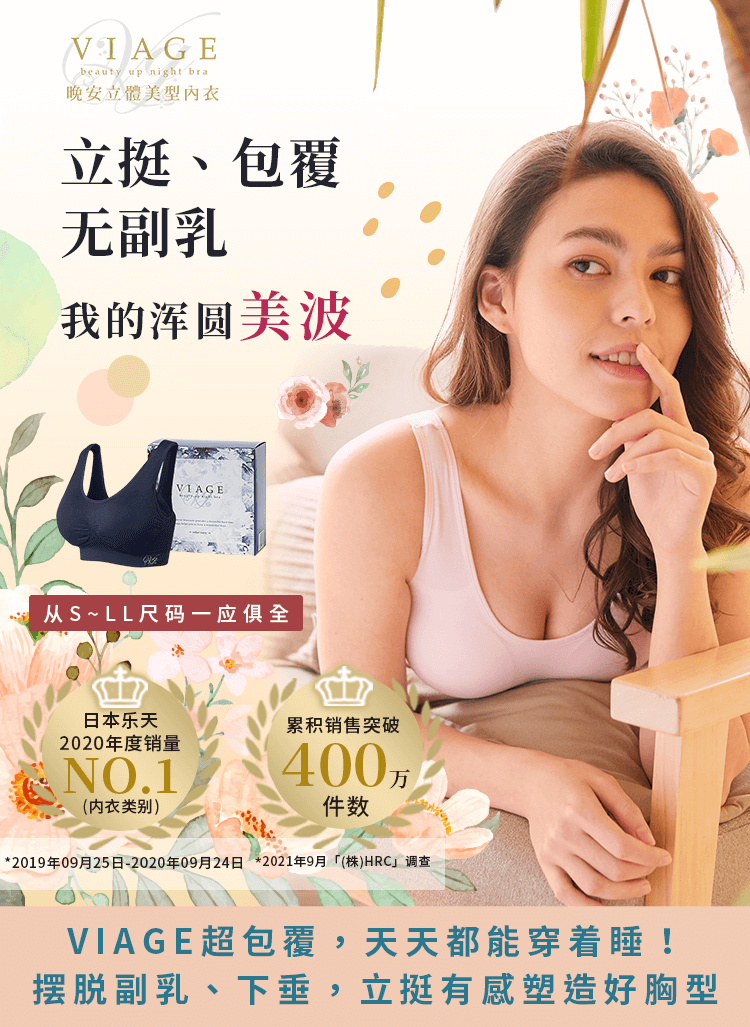 VIAGE
beauty up night bra
晚安立體美型內衣
立挺、包覆
无副乳
我的浑圆美波
VIAGE
beauty up night bra
从S~LL尺码一应俱全
日本乐天
2020年度销量
NO.1
(内衣类别)
累积销售突破
400万
件数
*2019年09月25日-2020年09月24日 *2021年9月「(株)HRC」调查
VIAGE超包覆，天天都能穿着睡！
摆脱副乳、下垂，立挺有感塑造好胸型